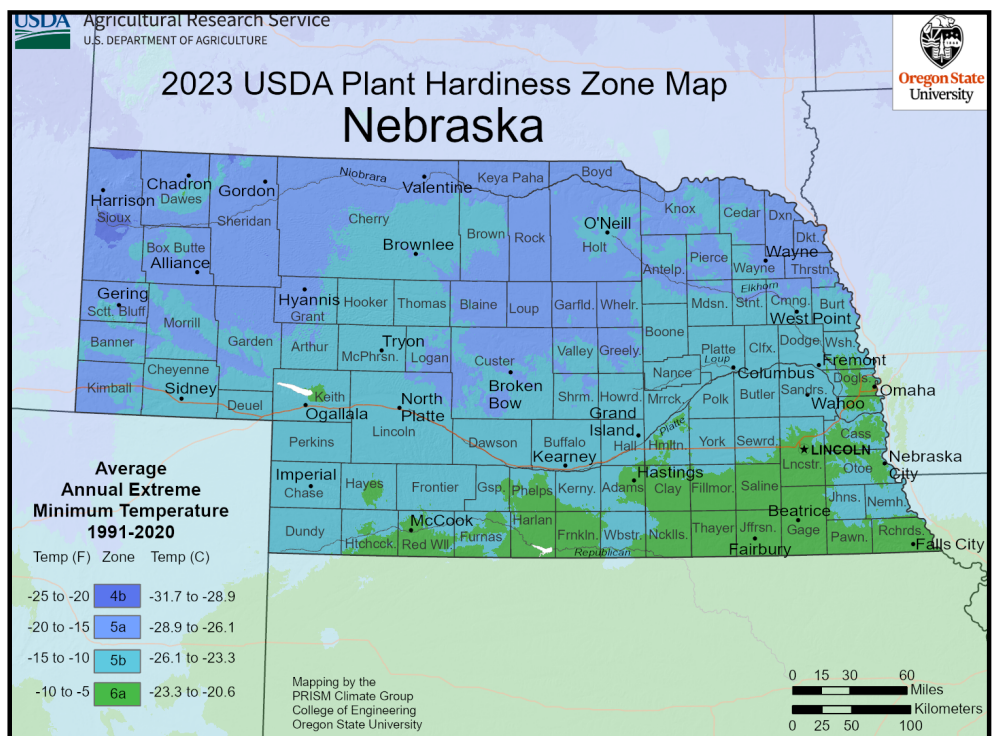 USDA Agricultural Research Service
U.S. DEPARTMENT OF AGRICULTURE
Oregon State
University
2023 USDA Plant Hardiness Zone Map
Nebraska
Harrison
Sioux
Chadron
Dawes
Gordon
Sheridan
Niobrara
Valentine
Cherry
Keya Paha
Boyd
Brownlee
Brown
Rock
O'Neill
Holt
Knox
Cedar
Dxn.
Dkt.
Antelp.
Pierce
Wayne
Wayne
Thrstn.
Box Butte
Alliance
Gering
Sctt. Bluff
Morrill
Banner
Kimball
Cheyenne
Sidney
Garden
Deuel
Hyannis
Grant
Hooker
Thomas
Blaine
Loup
Garfld.
Whelr.
Boone
Mdsn.
Stnt.
Elkhorn
Cmng.
Burt
West Point
Arthur
Tryon
McPhrsn.
Logan
Custer
Broken
Bow
Valley
Greely.
Nance
Platte
Loup
Clfx.
Dodge
Wsh.
Fremont
Columbus
Dogls.
Omaha
Keith
Ogallala
North
Platte
Lincoln
Shrm.
Howrd.
Mrrck.
Polk
Butler
Sandrs.
Wahoo
Grand
Island
Hall
Platte
Hmltn.
York
Sewrd.
LINCOLN
Lncstr.
Cass
Otoe
Nebraska
City
Perkins
Dawson
Buffalo
Kearney
Imperial
Chase
Hayes
Frontier
Gsp.
Phelps
Kerny.
Adams
Hastings
Clay
Fillmor.
Saline
Jhns.
Nemh.
Dundy
Htchcck.
McCook
Red Wll.
Furnas
Harlan
Frnkln.
Wbstr.
Republican
Ncklls.
Thayer
Jffrsn.
Fairbury
Beatrice
Gage
Pawn.
Rchrds.
Falls City
Average
Annual Extreme
Minimum Temperature
1991-2020
Temp (F) Zone Temp (C)
-25 to -20 4b -31.7 to -28.9
-20 to -15 5a -28.9 to -26.1
-15 to -10 5b -26.1 to -23.3
-10 to -5 6a -23.3 to -20.6
Mapping by the
PRISM Climate Group
College of Engineering
Oregon State University
0 15 30 60
Miles
Kilometers
0 25 50 100